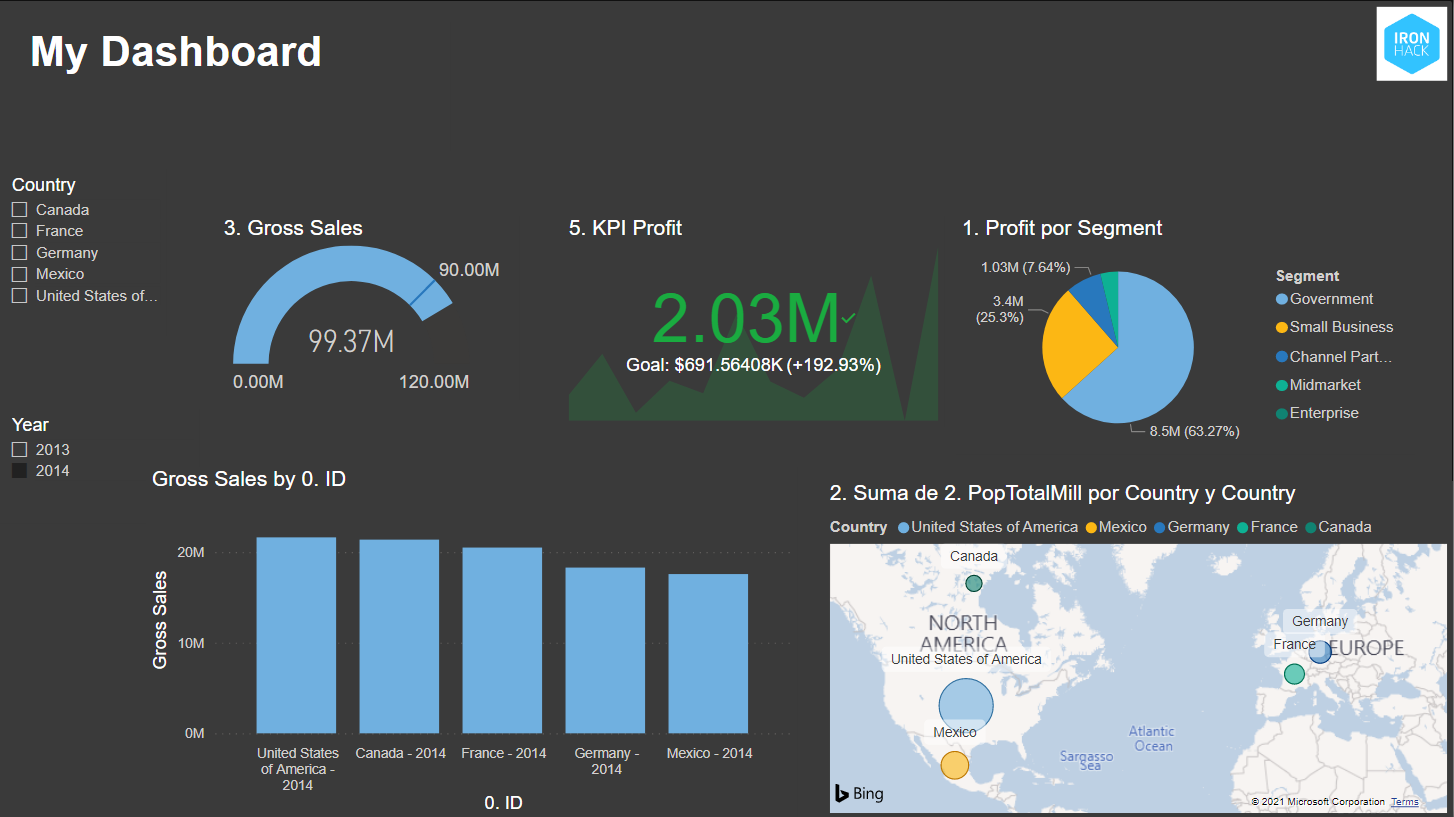 My Dashboard
IRON
HACK
Country
Canada
France
Germany
Mexico
United States of...
Year
2013
2014
3. Gross Sales
90.00M
99.37M
0.00M
120.00M
5. KPI Profit
2.03M
Goal: $691.56408K (+192.93%)
1. Profit por Segment
1.03M (7.64%)
3.4M
(25.3%)
8.5M (63.27%)
Segment
Government
Small Business
Channel Part...
Midmarket
Enterprise
Gross Sales by 0. ID
Gross Sales
20M
10M
0M
United States
of America -
2014
Canada - 2014
France - 2014
Germany -
2014
Mexico - 2014
0. ID
2. Suma de 2. PopTotalMill por Country y Country
Country United States of America Mexico Germany France Canada
Canada
NORTH
AMERICA
United States of America
Mexico
Germany
France
EUROPE
Atlantic
Ocean
Sargasso
Sea
Bing
© 2021 Microsoft Corporation Terms